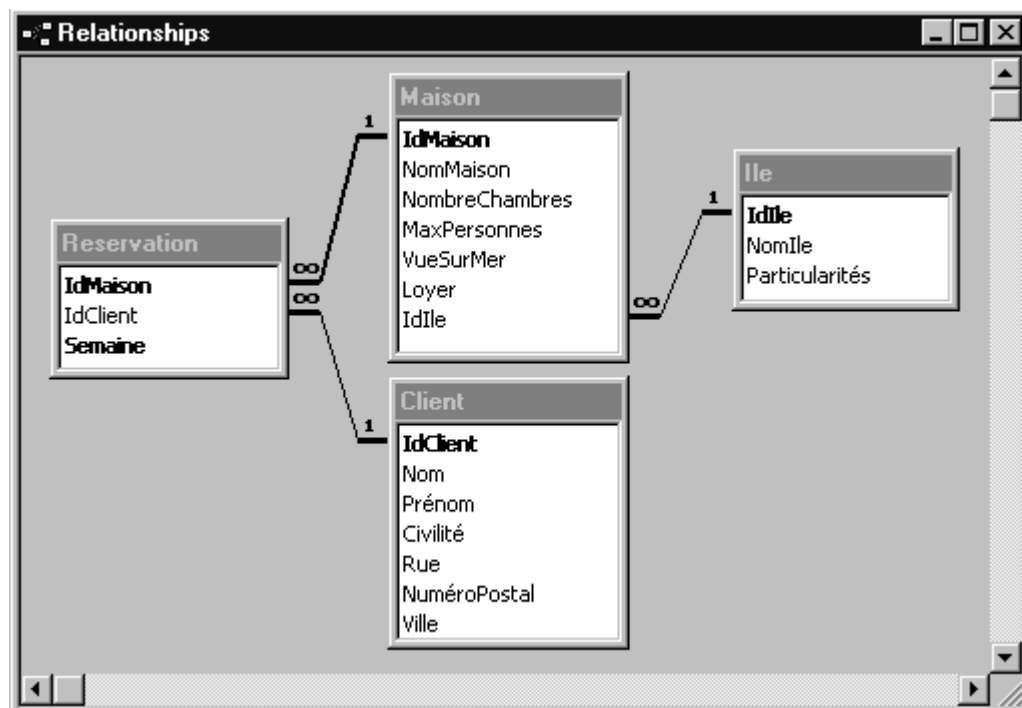 Relationships
Reservation
IdMaison
IdClient
Semaine
∞
∞
1
1
Maison
IdMaison
NomMaison
NombreChambres
MaxPersonnes
VueSurMer
Loyer
IdIle
Client
IdClient
Nom
Prénom
Civilité
Rue
NuméroPostal
Ville
∞
1
Ile
IdIle
NomIle
Particularités